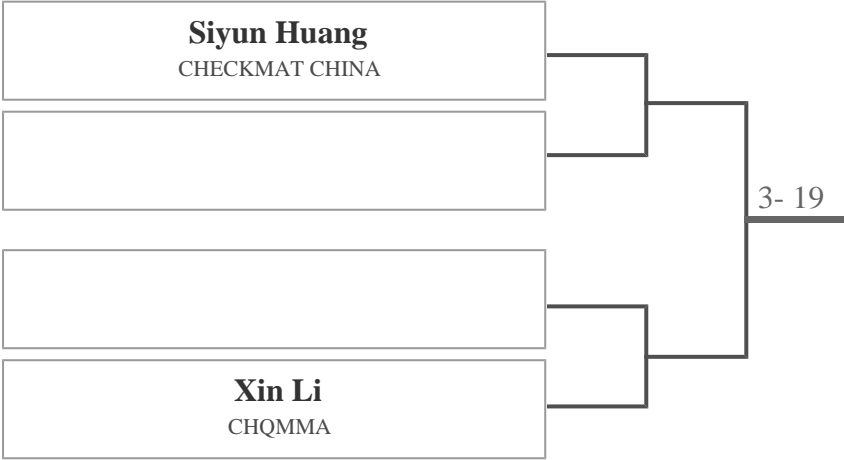 Siyun Huang
CHECKMAT CHINA
3- 19
Xin Li
CHQMMA